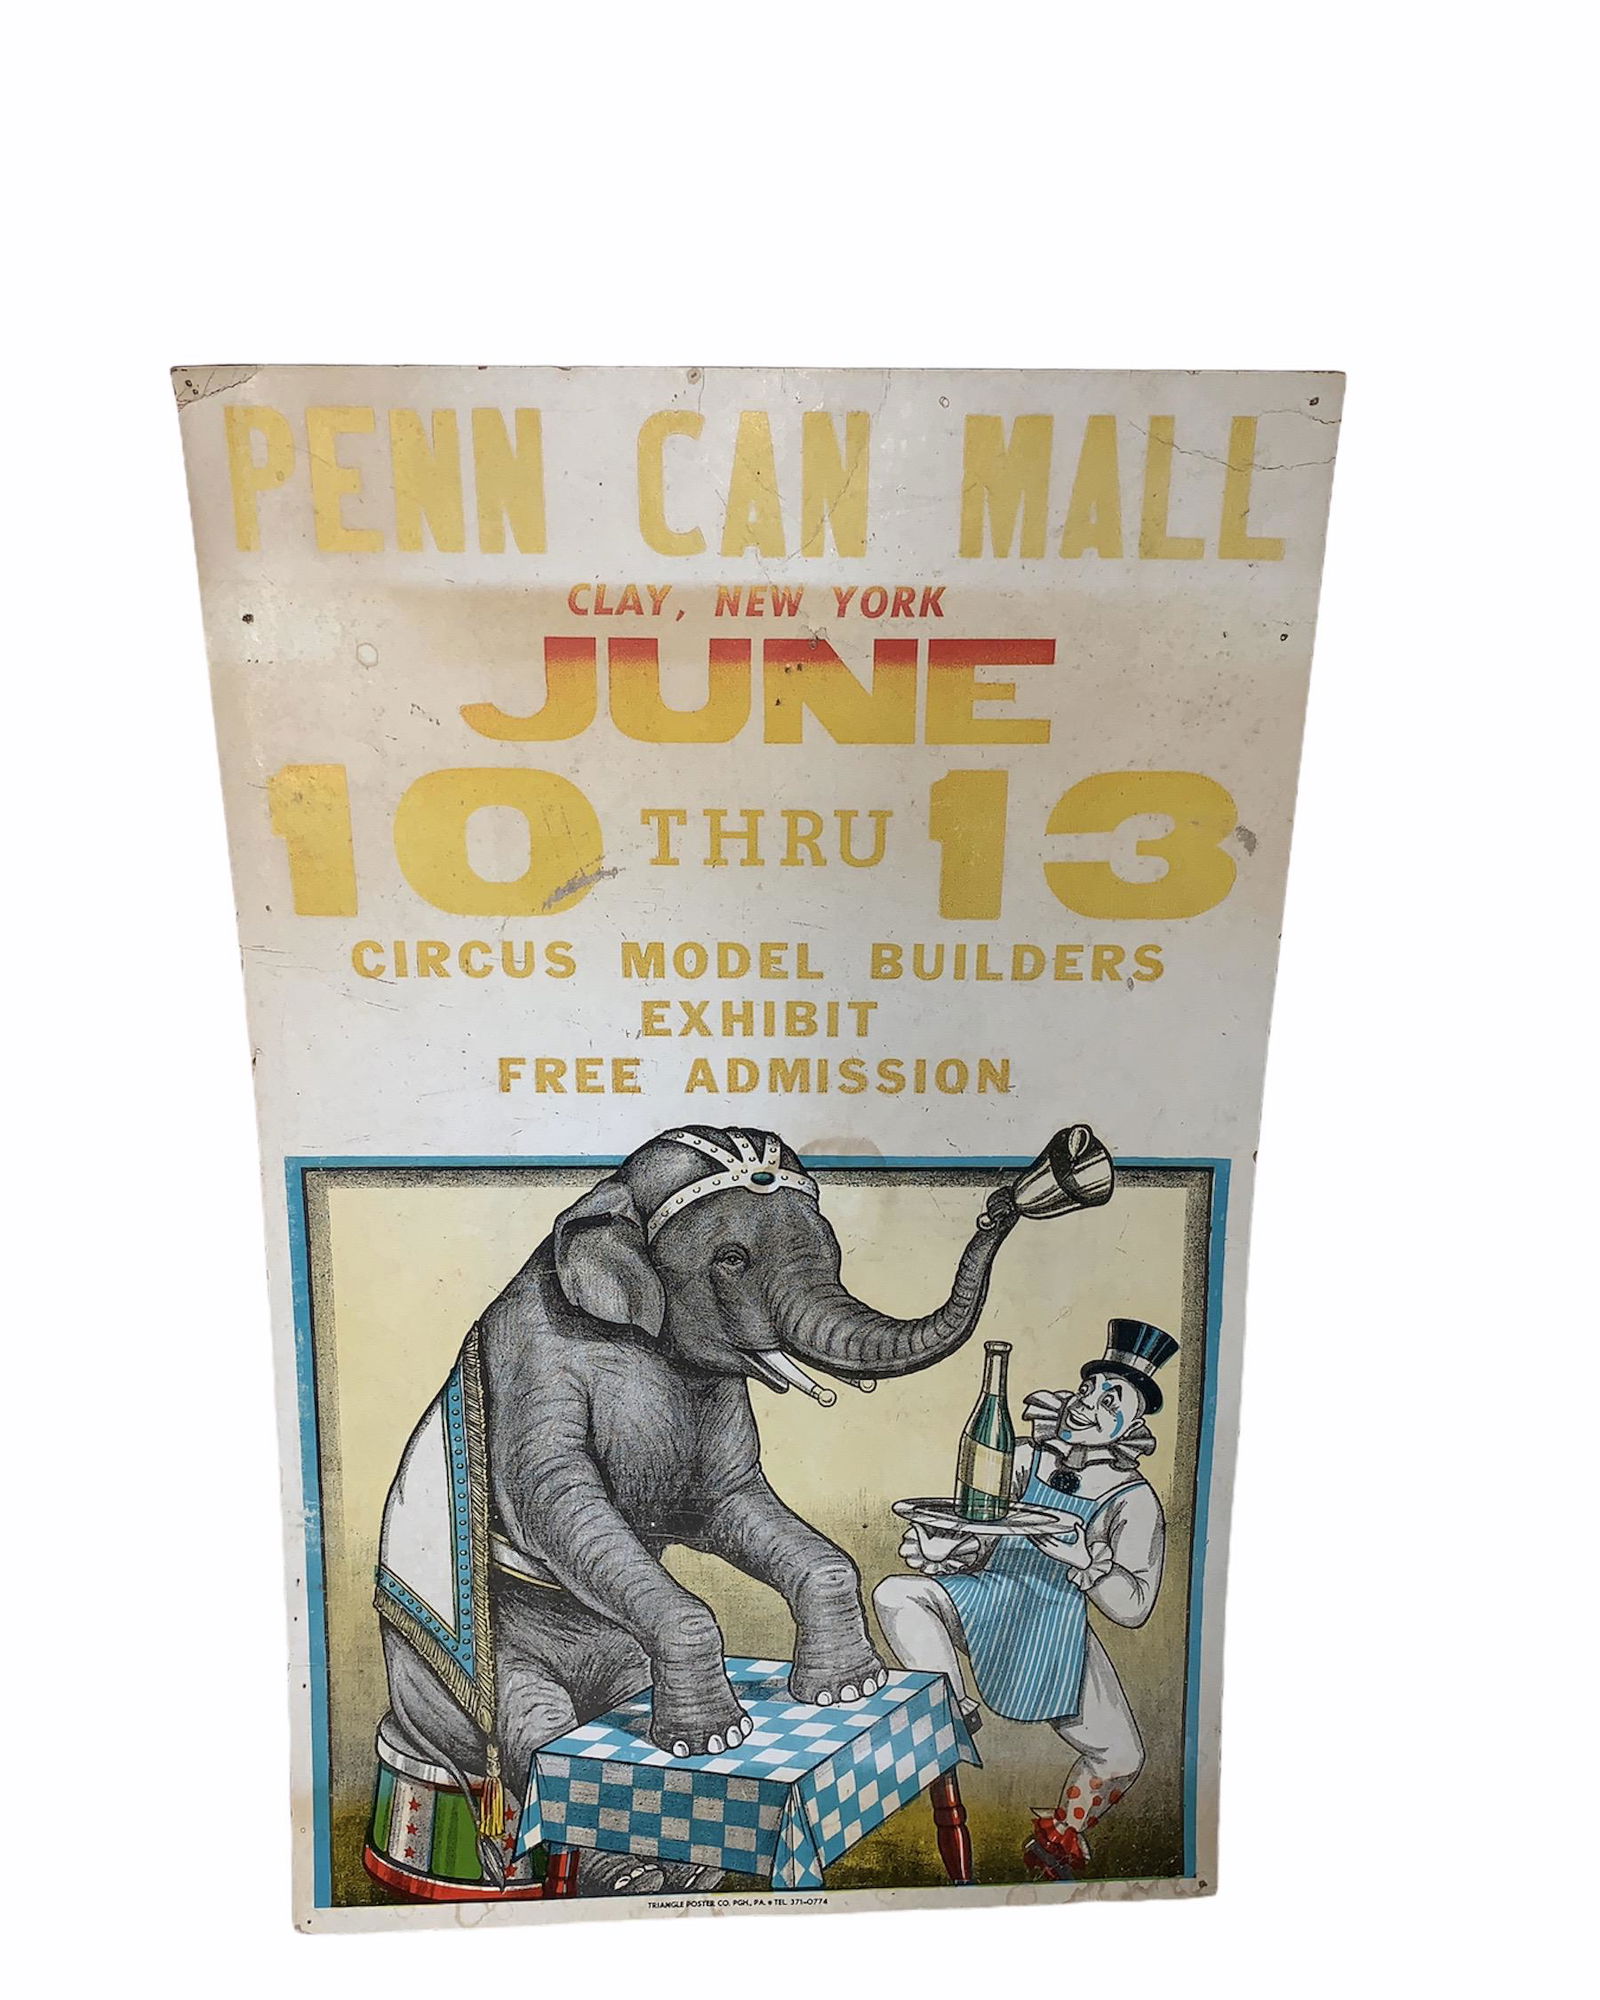 PENN CAN MALL
CLAY, NEW YORK
JUNE
10 THRU 13
CIRCUS MODEL BUILDERS
EXHIBIT
FREE ADMISSION
TRIANGLE POSTER CO. PGH., PA. • TEL. 371-0774